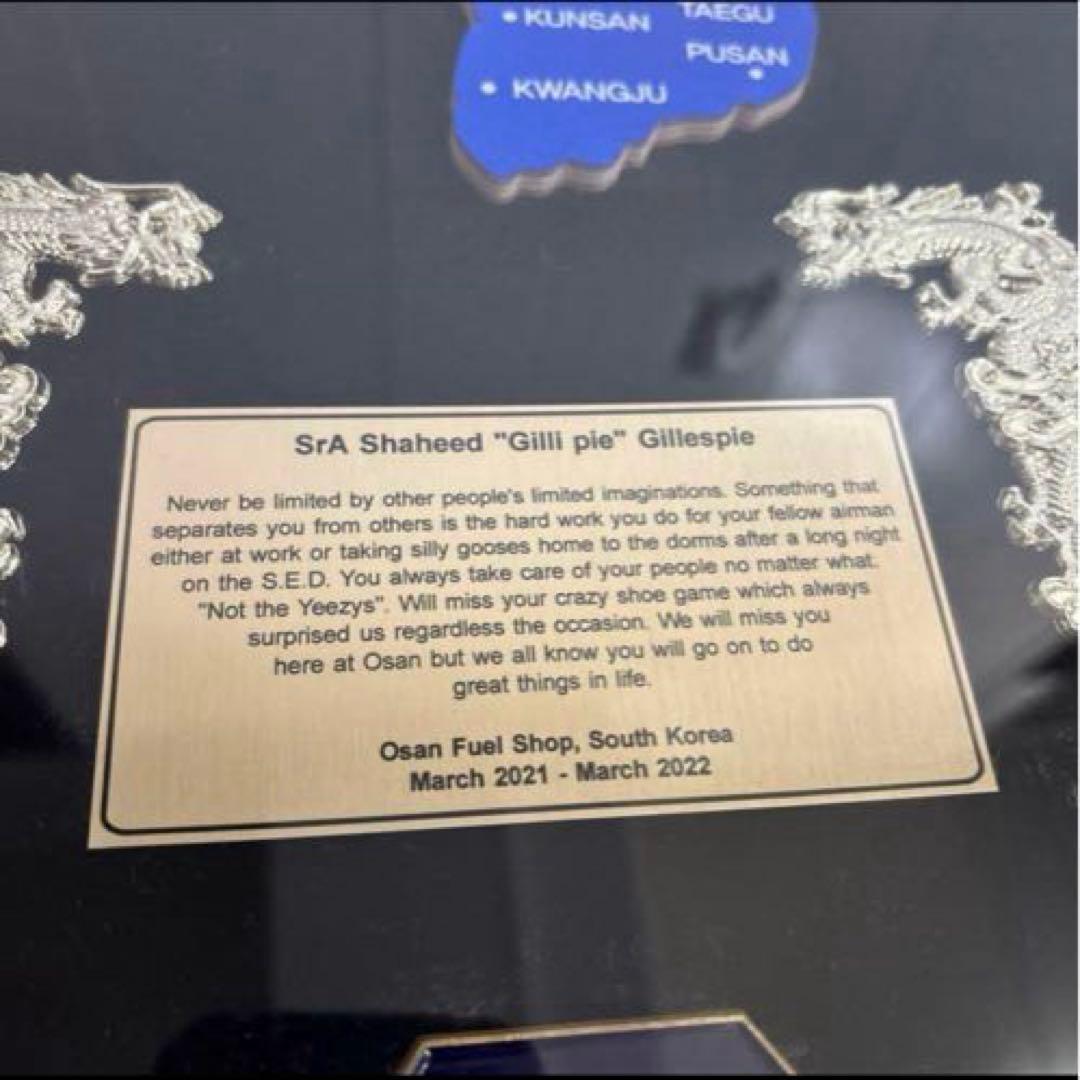 KUNSAN TAEGU
PUSAN
KWANGJU
SrA Shaheed "Gilli pie" Gillespie
Never be limited by other people's limited imaginations. Something that
separates you from others is the hard work you do for your fellow airman
either at work or taking silly gooses home to the dorms after a long night
on the S.E.D. You always take care of your people no matter what.
"Not the Yeezys". Will miss your crazy shoe game which always
surprised us regardless the occasion. We will miss you
here at Osan but we all know you will go on to do
great things in life.
Osan Fuel Shop, South Korea
March 2021 - March 2022